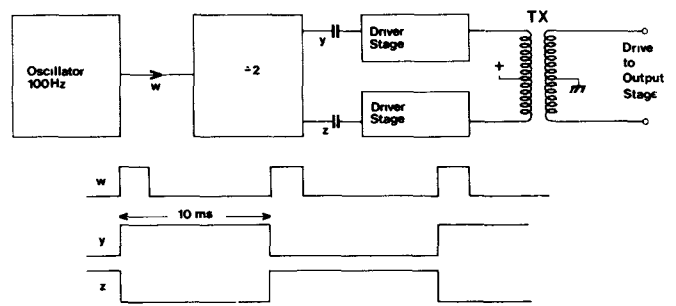 Oscillator
100Hz
w
÷2
y
z
Driver
Stage
Driver
Stage
TX
+
Drive
to
Output
Stage
w
10 ms
y
z